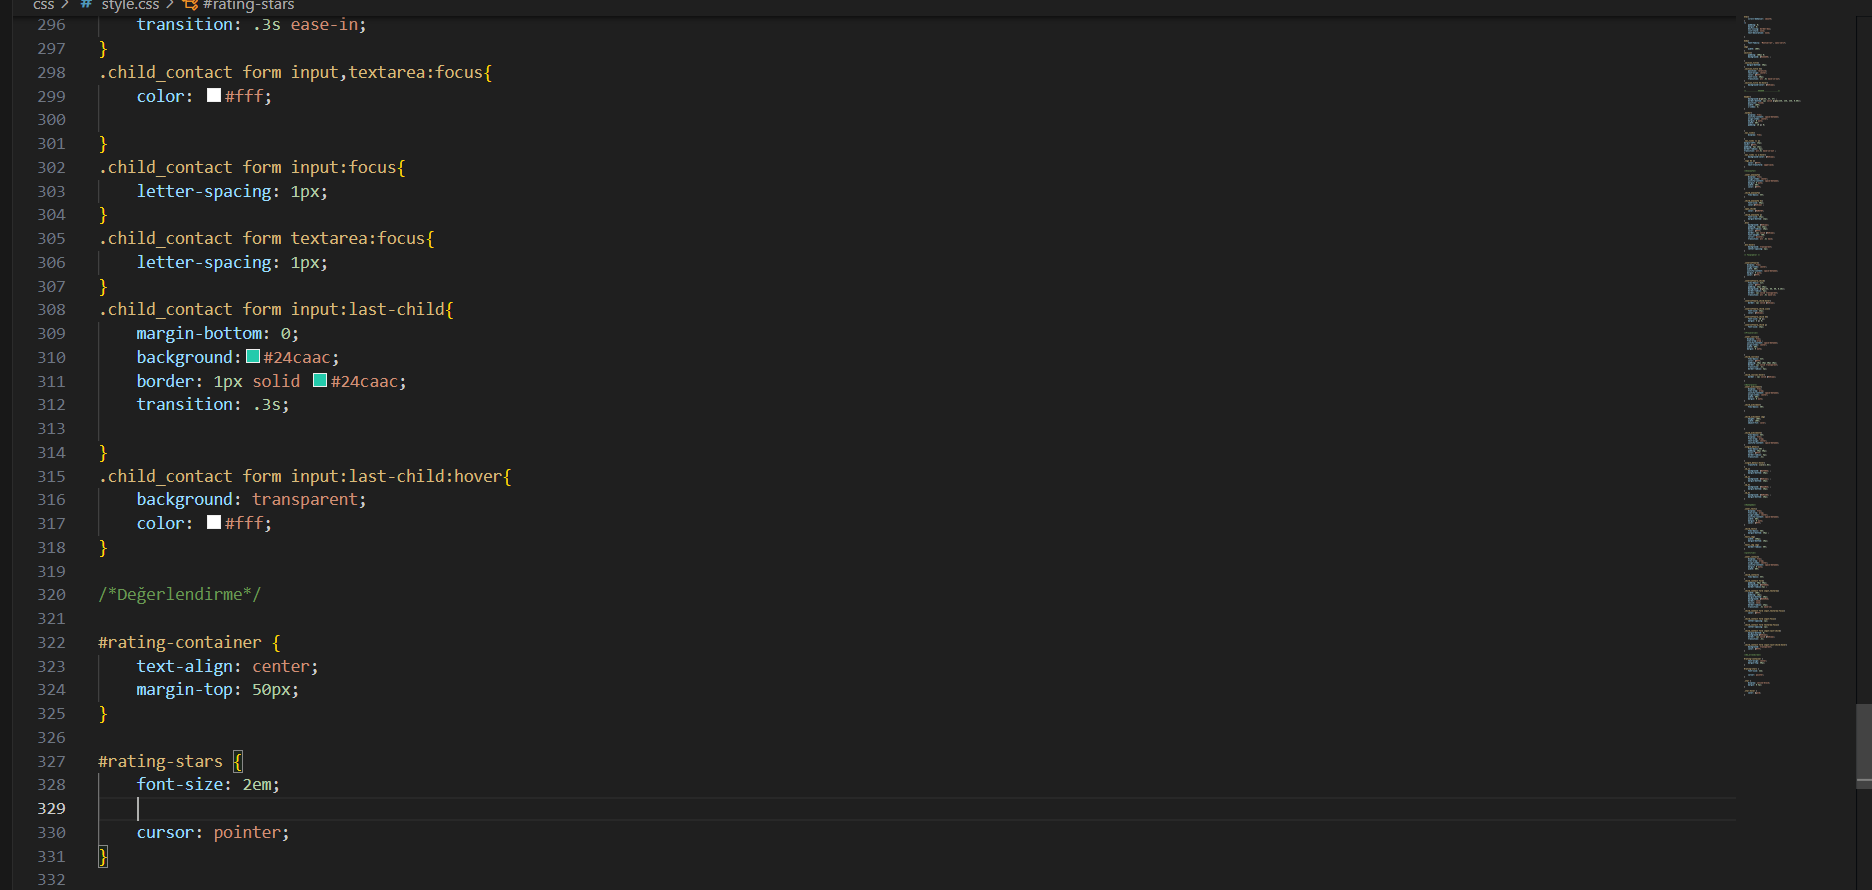 css > # style.css > #rating-stars
296 transition: .3s ease-in;
297 }
298 .child_contact form input,textarea:focus{
299 color: #fff;
300
301 }
302 .child_contact form input:focus{
303 letter-spacing: 1px;
304 }
305 .child_contact form textarea:focus{
306 letter-spacing: 1px;
307 }
308 .child_contact form input:last-child{
309 margin-bottom: 0;
310 background: #24caac;
311 border: 1px solid #24caac;
312 transition: .3s;
313
314 }
315 .child_contact form input:last-child:hover{
316 background: transparent;
317 color: #fff;
318 }
319
320 /*Değerlendirme*/
321
322 #rating-container {
323 text-align: center;
324 margin-top: 50px;
325 }
326
327 #rating-stars {
328 font-size: 2em;
329
330 cursor: pointer;
331 }
332